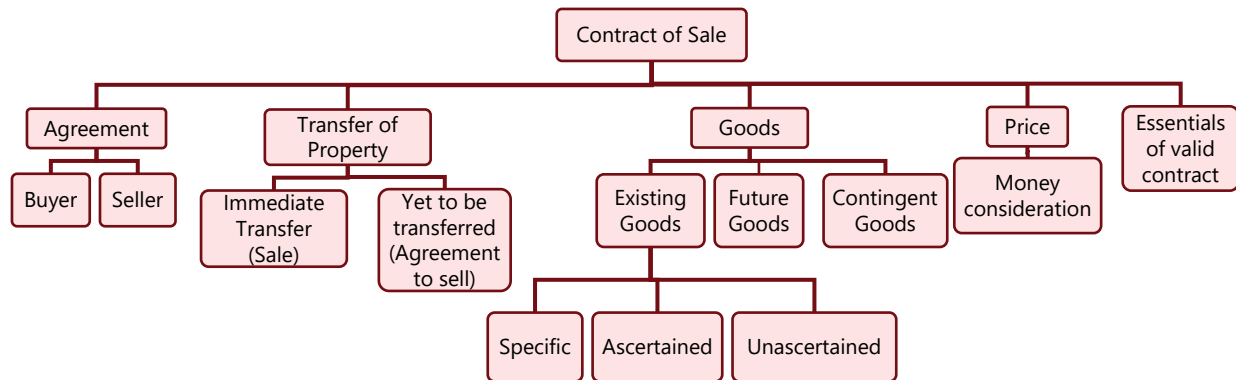 Contract of Sale
Agreement
Buyer
Seller
Transfer of
Property
Immediate
Transfer
(Sale)
Yet to be
transferred
(Agreement
to sell)
Goods
Existing
Goods
Specific
Ascertained
Unascertained
Future
Goods
Contingent
Goods
Price
Money
consideration
Essentials
of valid
contract